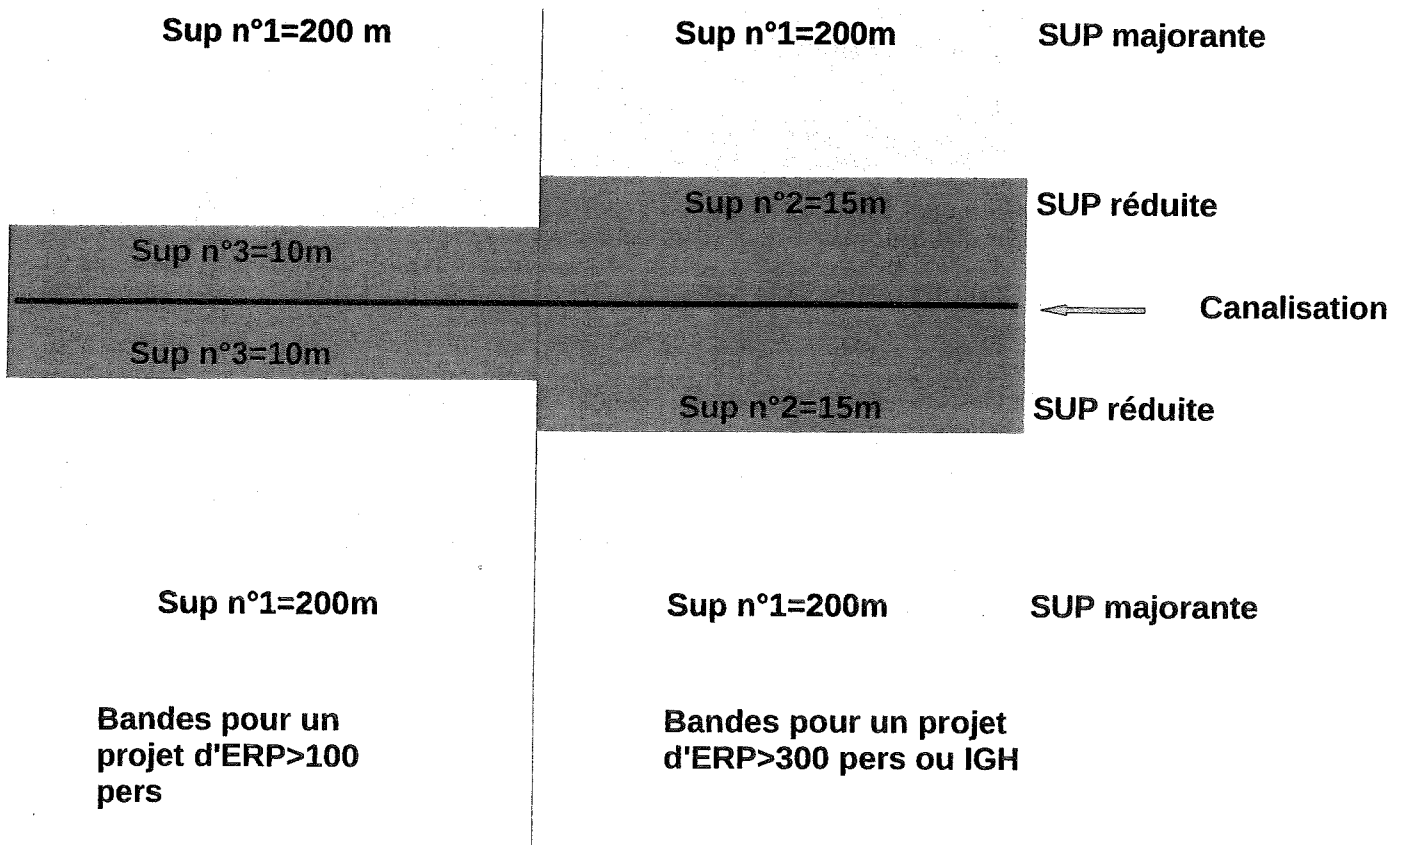 Sup n°1=200 m
Sup n°1=200m
SUP majorante
Sup n°2=15m
SUP réduite
Sup n°3=10m
Canalisation
Sup n°3=10m
Sup n°2=15m
SUP réduite
Sup n°1=200m
Sup n°1=200m
SUP majorante
Bandes pour un
projet d'ERP>100
pers
Bandes pour un projet
d'ERP>300 pers ou IGH